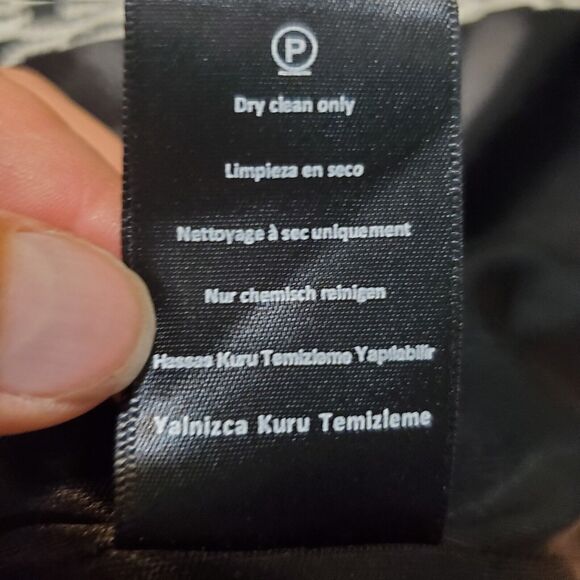 P
Dry clean only
Limpieza en seco
Nettoyage à sec uniquement
Nur chemisch reinigen
Hassas Kuru Temizleme Yapılabilir
Yalnizca Kuru Temizleme